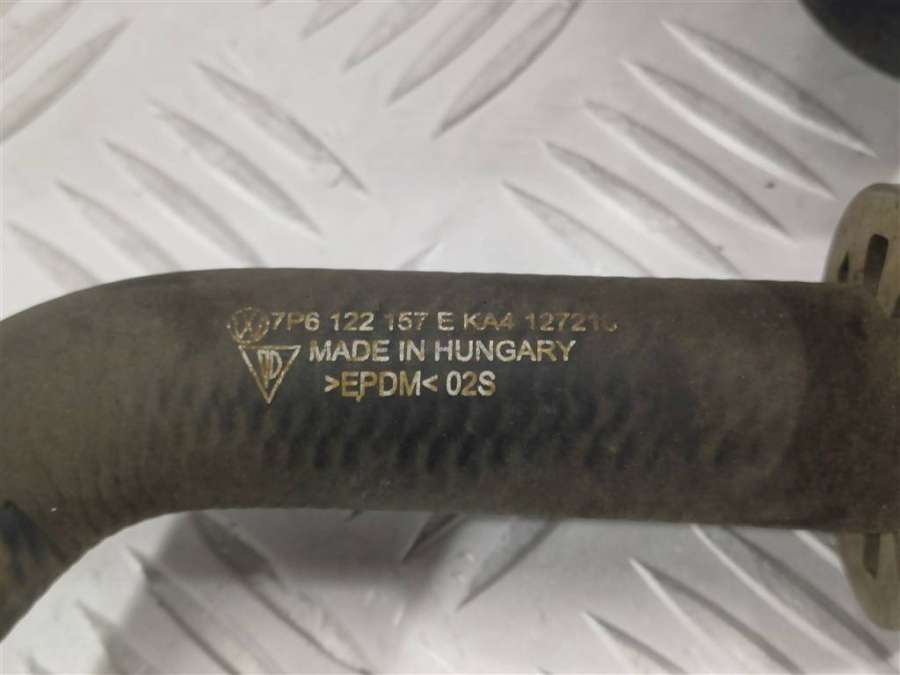 7P6 122 157 E KA4
MADE IN HUNGARY
>EPDM< 02S